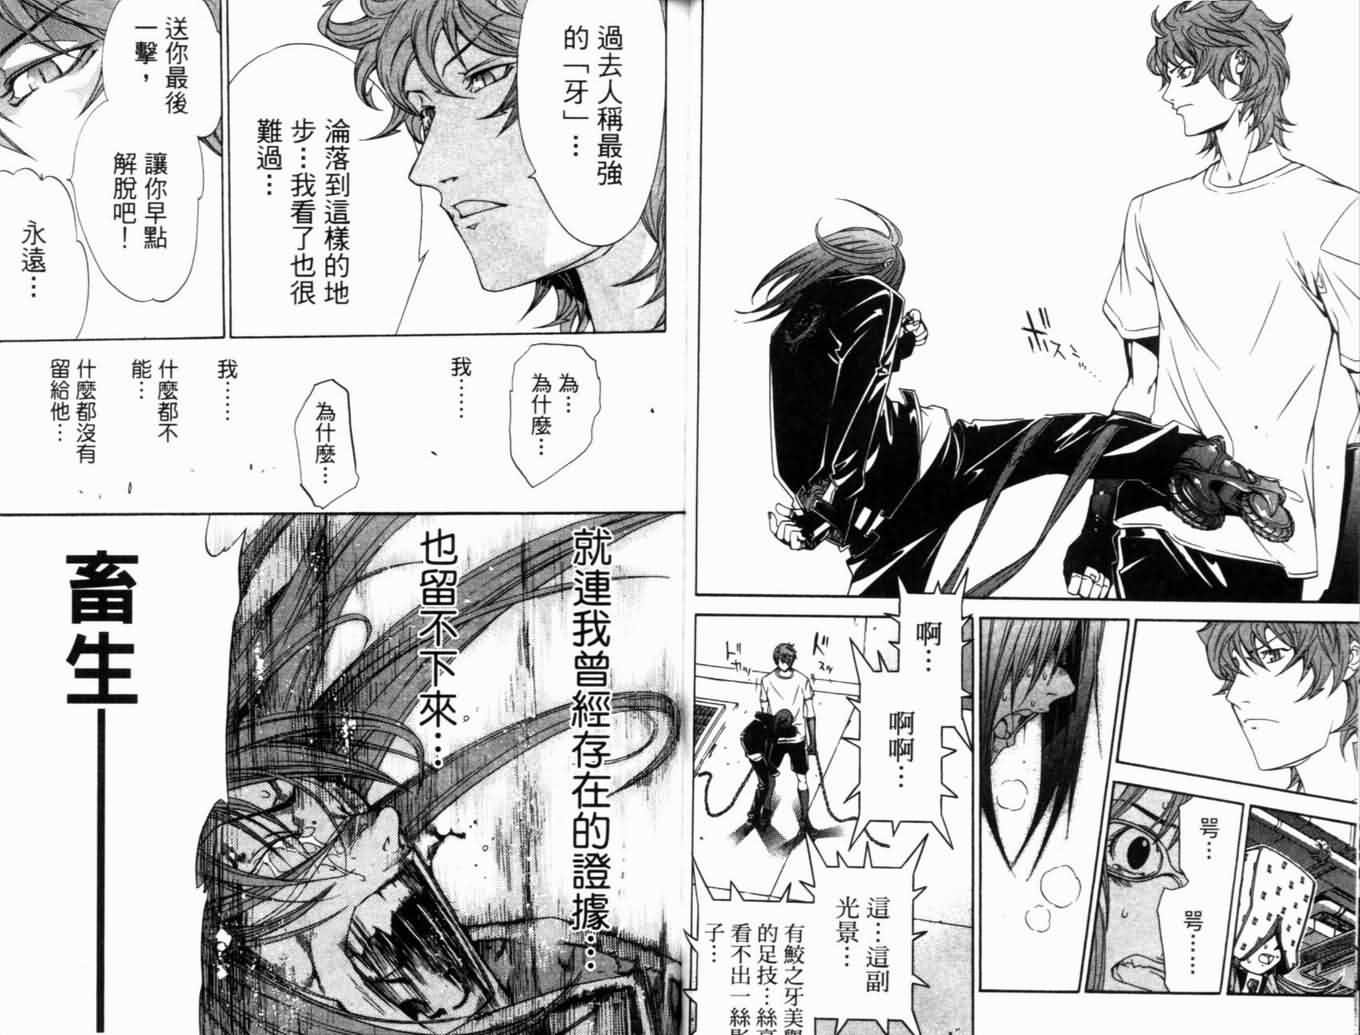 咢…
咢………
啊…
啊啊…
這…這副
光景…
有鮫之牙美譽
的足技…絲毫
看不出一絲影
子…
過去人稱最強
的「牙」…
淪落到這樣的地
步…我看了也很
難過…
送你最後
一擊，
讓你早點
解脫吧！
永遠…
為…
為什麼…
我……
為什麼…
我……
什麼都不
能…
什麼都沒有
留給他…
就連我曾經存在的證據…
也留不下來…
畜生——